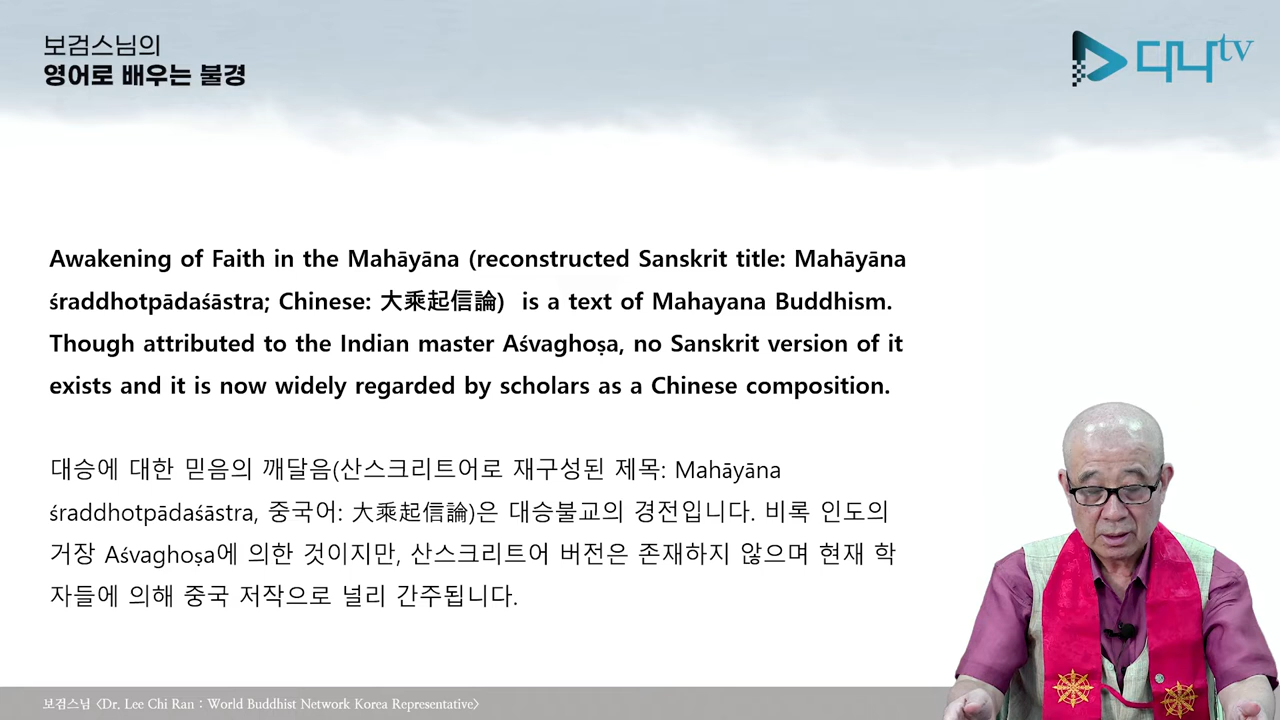 보검스님의
영어로 배우는 불경
다나tv
Awakening of Faith in the Mahāyāna (reconstructed Sanskrit title: Mahāyāna
śraddhotpādaśāstra; Chinese: 大乘起信論) is a text of Mahayana Buddhism.
Though attributed to the Indian master Aśvaghoṣa, no Sanskrit version of it
exists and it is now widely regarded by scholars as a Chinese composition.
대승에 대한 믿음의 깨달음(산스크리트어로 재구성된 제목: Mahāyāna
śraddhotpādaśāstra, 중국어: 大乘起信論)은 대승불교의 경전입니다. 비록 인도의
거장 Aśvaghoṣa에 의한 것이지만, 산스크리트어 버전은 존재하지 않으며 현재 학
자들에 의해 중국 저작으로 널리 간주됩니다.
보검스님 <Dr. Lee Chi Ran : World Buddhist Network Korea Representative>